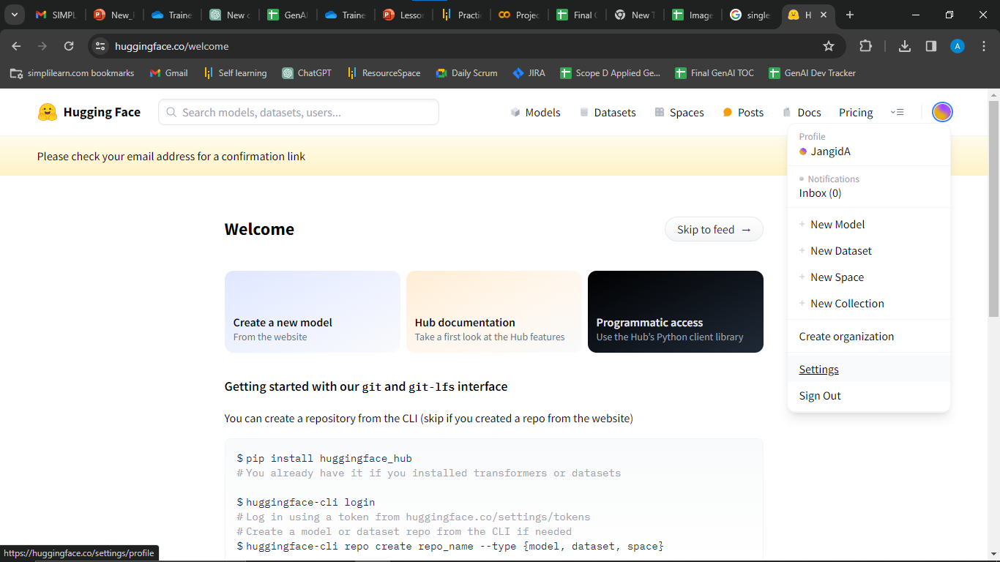 SIMPL
New_
Traine
New c
GenAI
Traine
Lesson
Practi
Projec
Final
New T
Image
single
H
huggingface.co/welcome
A
simplilearn.com bookmarks
Gmail
Self learning
ChatGPT
ResourceSpace
Daily Scrum
JIRA
Scope D Applied Ge...
Final GenAI TOC
GenAI Dev Tracker
Hugging Face
Search models, datasets, users...
Models
Datasets
Spaces
Posts
Docs
Pricing
Please check your email address for a confirmation link
Profile
JangidA
Notifications
Inbox (0)
+ New Model
+ New Dataset
+ New Space
+ New Collection
Create organization
Settings
Sign Out
Welcome
Skip to feed →
Create a new model
From the website
Hub documentation
Take a first look at the Hub features
Programmatic access
Use the Hub's Python client library
Getting started with our git and git-lfs interface
You can create a repository from the CLI (skip if you created a repo from the website)
$ pip install huggingface_hub
# You already have it if you installed transformers or datasets
$ huggingface-cli login
# Log in using a token from huggingface.co/settings/tokens
# Create a model or dataset repo from the CLI if needed
$ huggingface-cli repo create repo_name --type {model, dataset, space}
https://huggingface.co/settings/profile